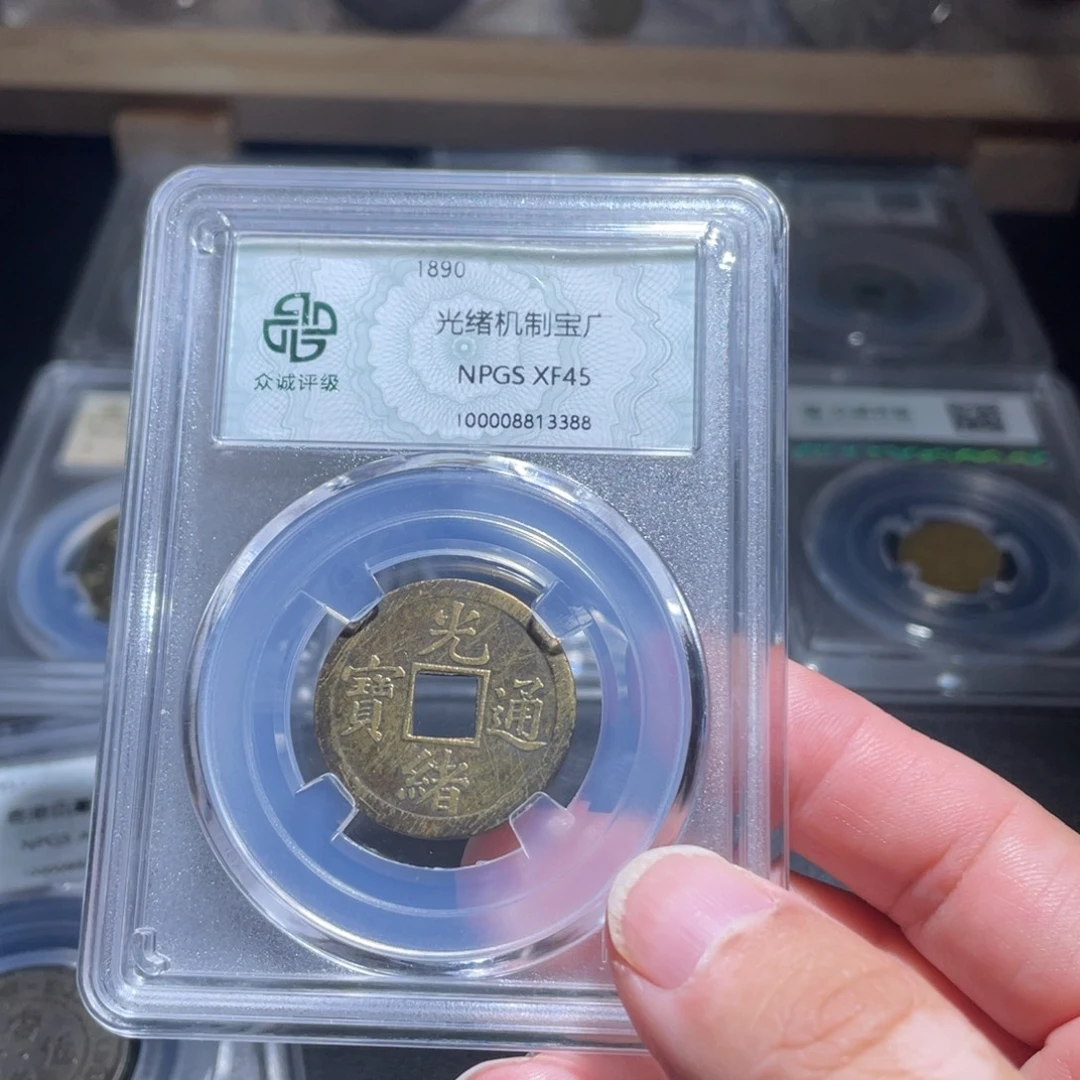 1890
光绪机制宝广
NPGS XF45
100008813388
众诚评级
光
寶 通
緒